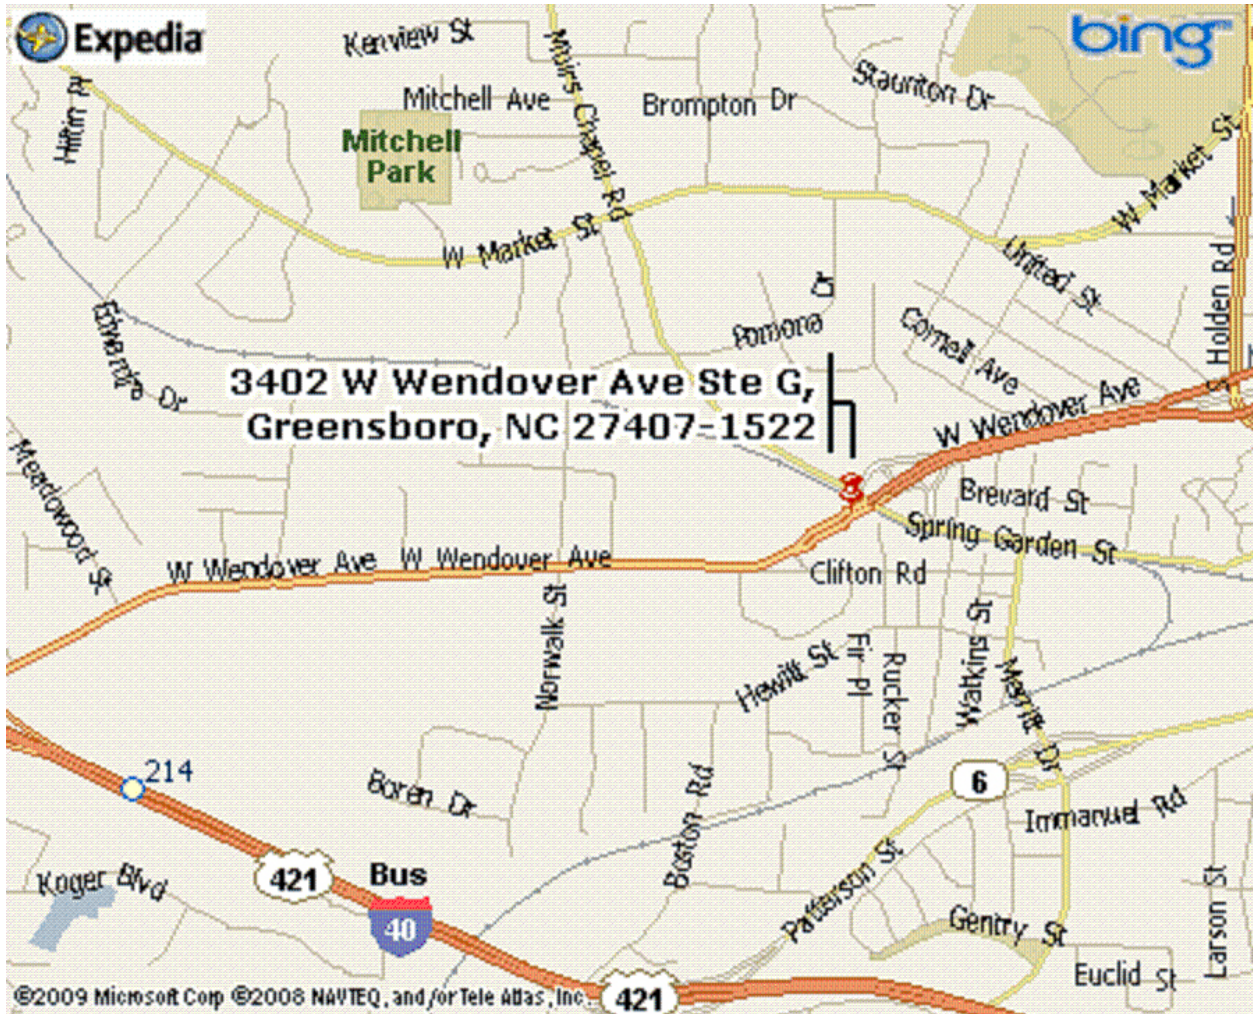 Expedia
bing
Kenview St
Muirs Chapel Rd
Staunton Dr
Hiltin Pl
Mitchell Ave
Brompton Dr
Mitchell
Park
W Market St
W Market St
United St
S Holden Rd
Edwardia Dr
Pomona Dr
Cornell Ave
3402 W Wendover Ave Ste G,
Greensboro, NC 27407-1522
W Wendover Ave
Meadowood St
Brevard St
Spring Garden St
W Wendover Ave
W Wendover Ave
Clifton Rd
Norwalk St
Hewitt St
Fir Pl
Rucker St
Watkins St
Merritt Dr
214
6
Boren Dr
Boston Rd
Immanuel Rd
421
Bus
40
Koger Blvd
Patterson St
Gentry St
Larson St
Euclid St
421
©2009 Microsoft Corp ©2008 NAVTEQ, and/or Tele Atlas, Inc.